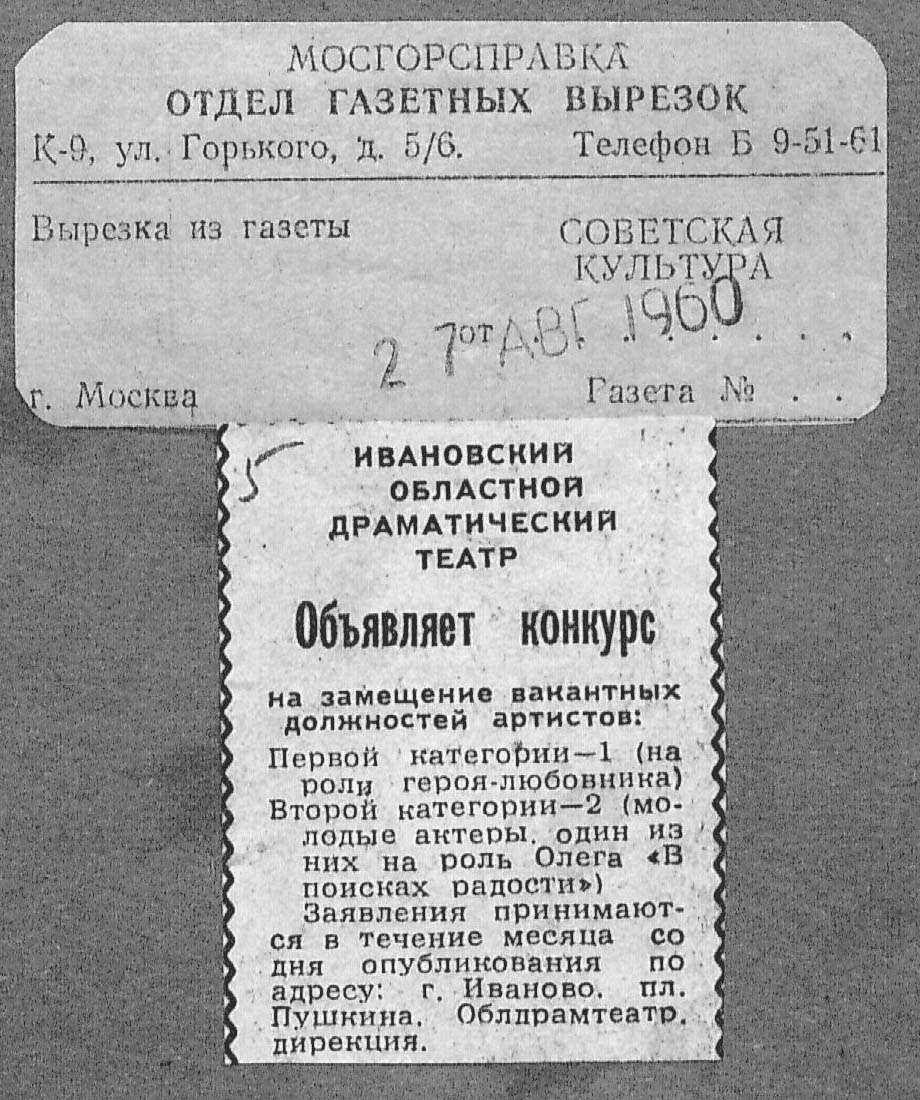 МОСГОРСПРАВКА
ОТДЕЛ ГАЗЕТНЫХ ВЫРЕЗОК
К-9, ул. Горького, д. 5/6. Телефон Б 9-51-61
Вырезка из газеты СОВЕТСКАЯ
КУЛЬТУРА
2 7 от АВГ 1960 . . . . . .
г. Москва Газета № . .
5
ИВАНОВСКИЙ
ОБЛАСТНОЙ
ДРАМАТИЧЕСКИЙ
ТЕАТР
Объявляет конкурс
на замещение вакантных
должностей артистов:
Первой категории—1 (на
роли героя-любовника)
Второй категории—2 (мо-
лодые актеры, один из
них на роль Олега «В
поисках радости»)
Заявления принимают-
ся в течение месяца со
дня опубликования по
адресу: г. Иваново, пл.
Пушкина. Облдрамтеатр,
дирекция.